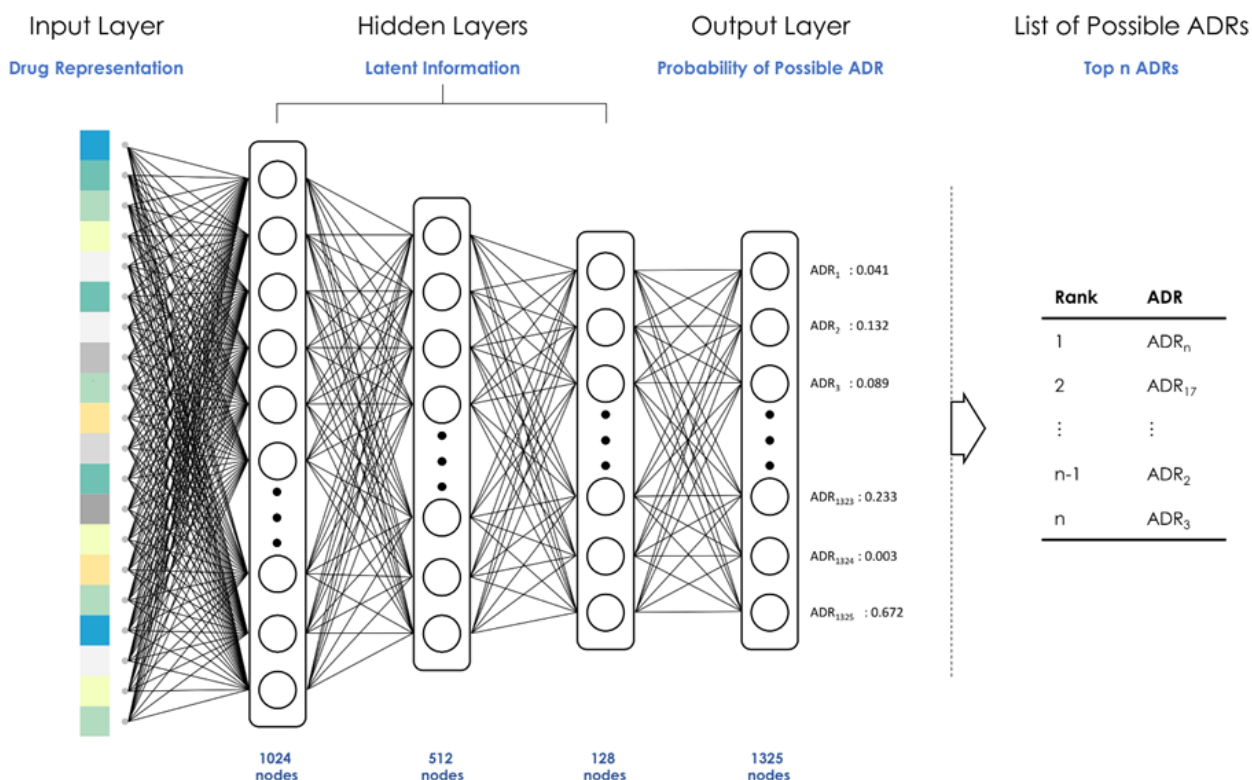 Input Layer
Hidden Layers
Output Layer
List of Possible ADRs
Drug Representation
Latent Information
Probability of Possible ADR
Top n ADRs
ADR₁ : 0.041
ADR₂ : 0.132
ADR₃ : 0.089
ADR₁₃₂₃ : 0.233
ADR₁₃₂₄ : 0.003
ADR₁₃₂₅ : 0.672
Rank ADR
1 ADRₙ
2 ADR₁₇
⋮ ⋮
n-1 ADR₂
n ADR₃
1024
nodes
512
nodes
128
nodes
1325
nodes